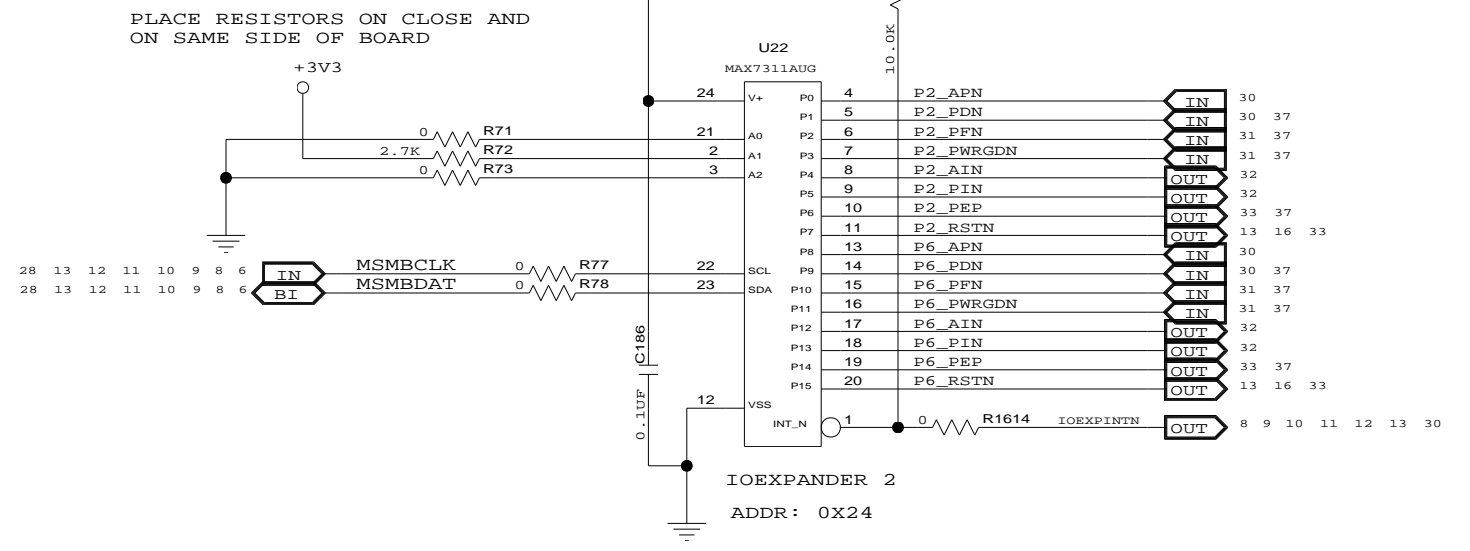 PLACE RESISTORS ON CLOSE AND
ON SAME SIDE OF BOARD
+3V3
10.0K
U22
MAX7311AUG
24 V+ P0 4 P2_APN IN 30
P1 5 P2_PDN IN 30 37
0 R71 21 A0 P2 6 P2_PFN IN 31 37
2.7K R72 2 A1 P3 7 P2_PWRGDN IN 31 37
0 R73 3 A2 P4 8 P2_AIN OUT 32
P5 9 P2_PIN OUT 32
P6 10 P2_PEP OUT 33 37
P7 11 P2_RSTN OUT 13 16 33
P8 13 P6_APN IN 30
28 13 12 11 10 9 8 6 IN MSMBCLK 0 R77 22 SCL P9 14 P6_PDN IN 30 37
28 13 12 11 10 9 8 6 BI MSMBDAT 0 R78 23 SDA P10 15 P6_PFN IN 31 37
P11 16 P6_PWRGDN IN 31 37
P12 17 P6_AIN OUT 32
P13 18 P6_PIN OUT 32
C186
P14 19 P6_PEP OUT 33 37
P15 20 P6_RSTN OUT 13 16 33
0.1UF
12 VSS
INT_N 1 0 R1614 IOEXPINTN OUT 8 9 10 11 12 13 30
IOEXPANDER 2
ADDR: 0X24